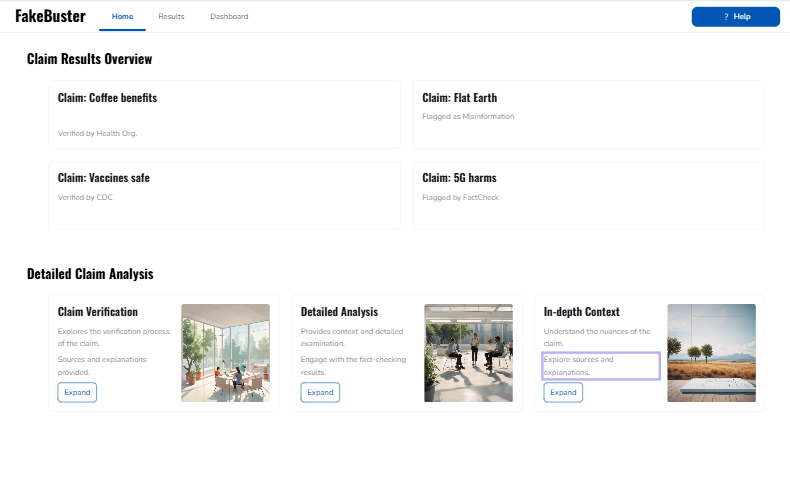 FakeBuster
Home
Results
Dashboard
? Help
Claim Results Overview
Claim: Coffee benefits
Verified by Health Org.
Claim: Flat Earth
Flagged as Misinformation
Claim: Vaccines safe
Verified by CDC
Claim: 5G harms
Flagged by FactCheck
Detailed Claim Analysis
Claim Verification
Explores the verification process
of the claim.
Sources and explanations
provided.
Expand
Detailed Analysis
Provides context and detailed
examination.
Engage with the fact-checking
results.
Expand
In-depth Context
Understand the nuances of the
claim.
Explore sources and
explanations.
Expand